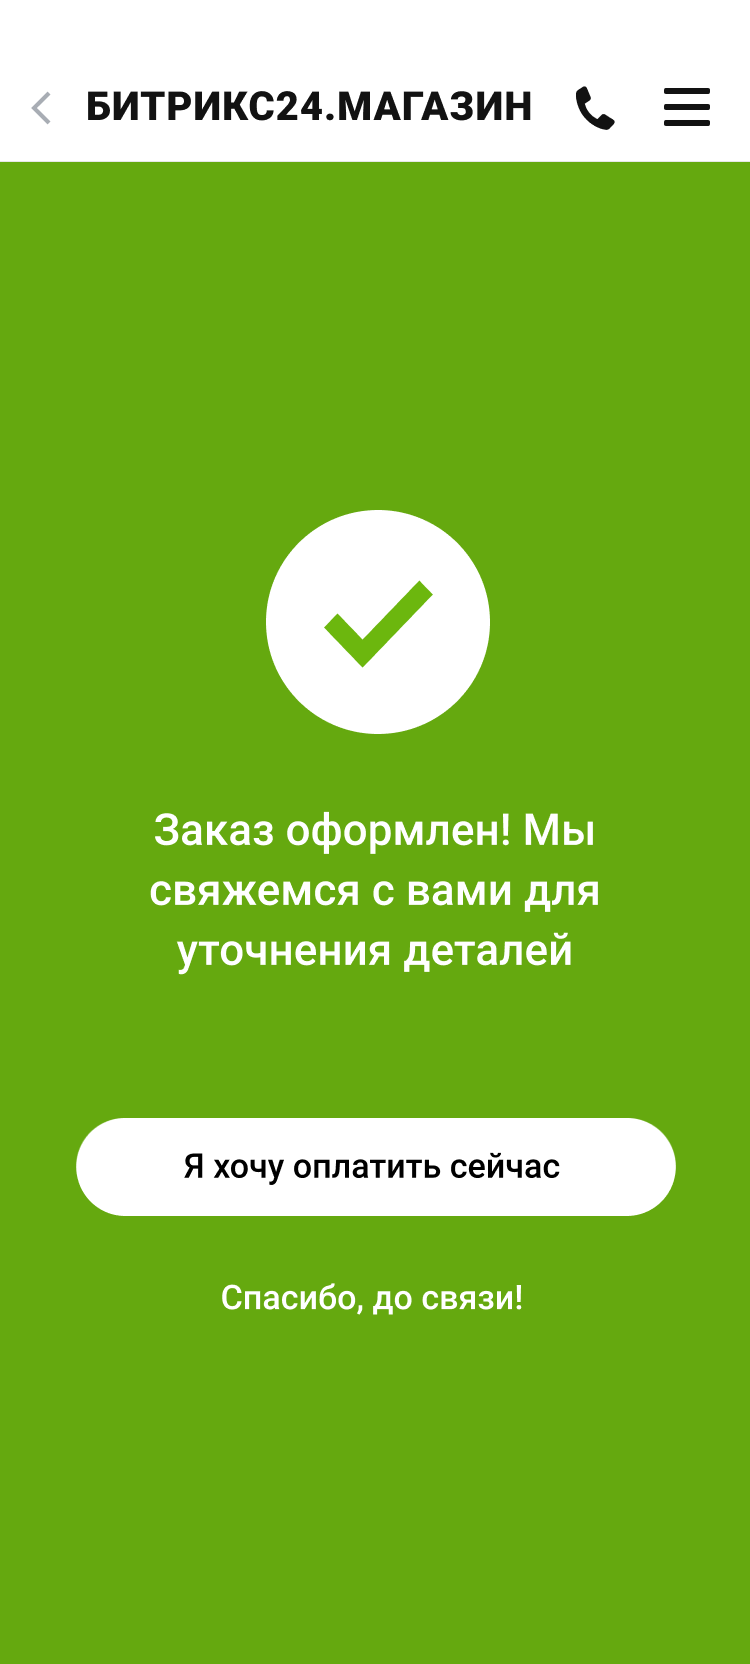 БИТРИКС24.МАГАЗИН
Заказ оформлен! Мы
свяжемся с вами для
уточнения деталей
Я хочу оплатить сейчас
Спасибо, до связи!